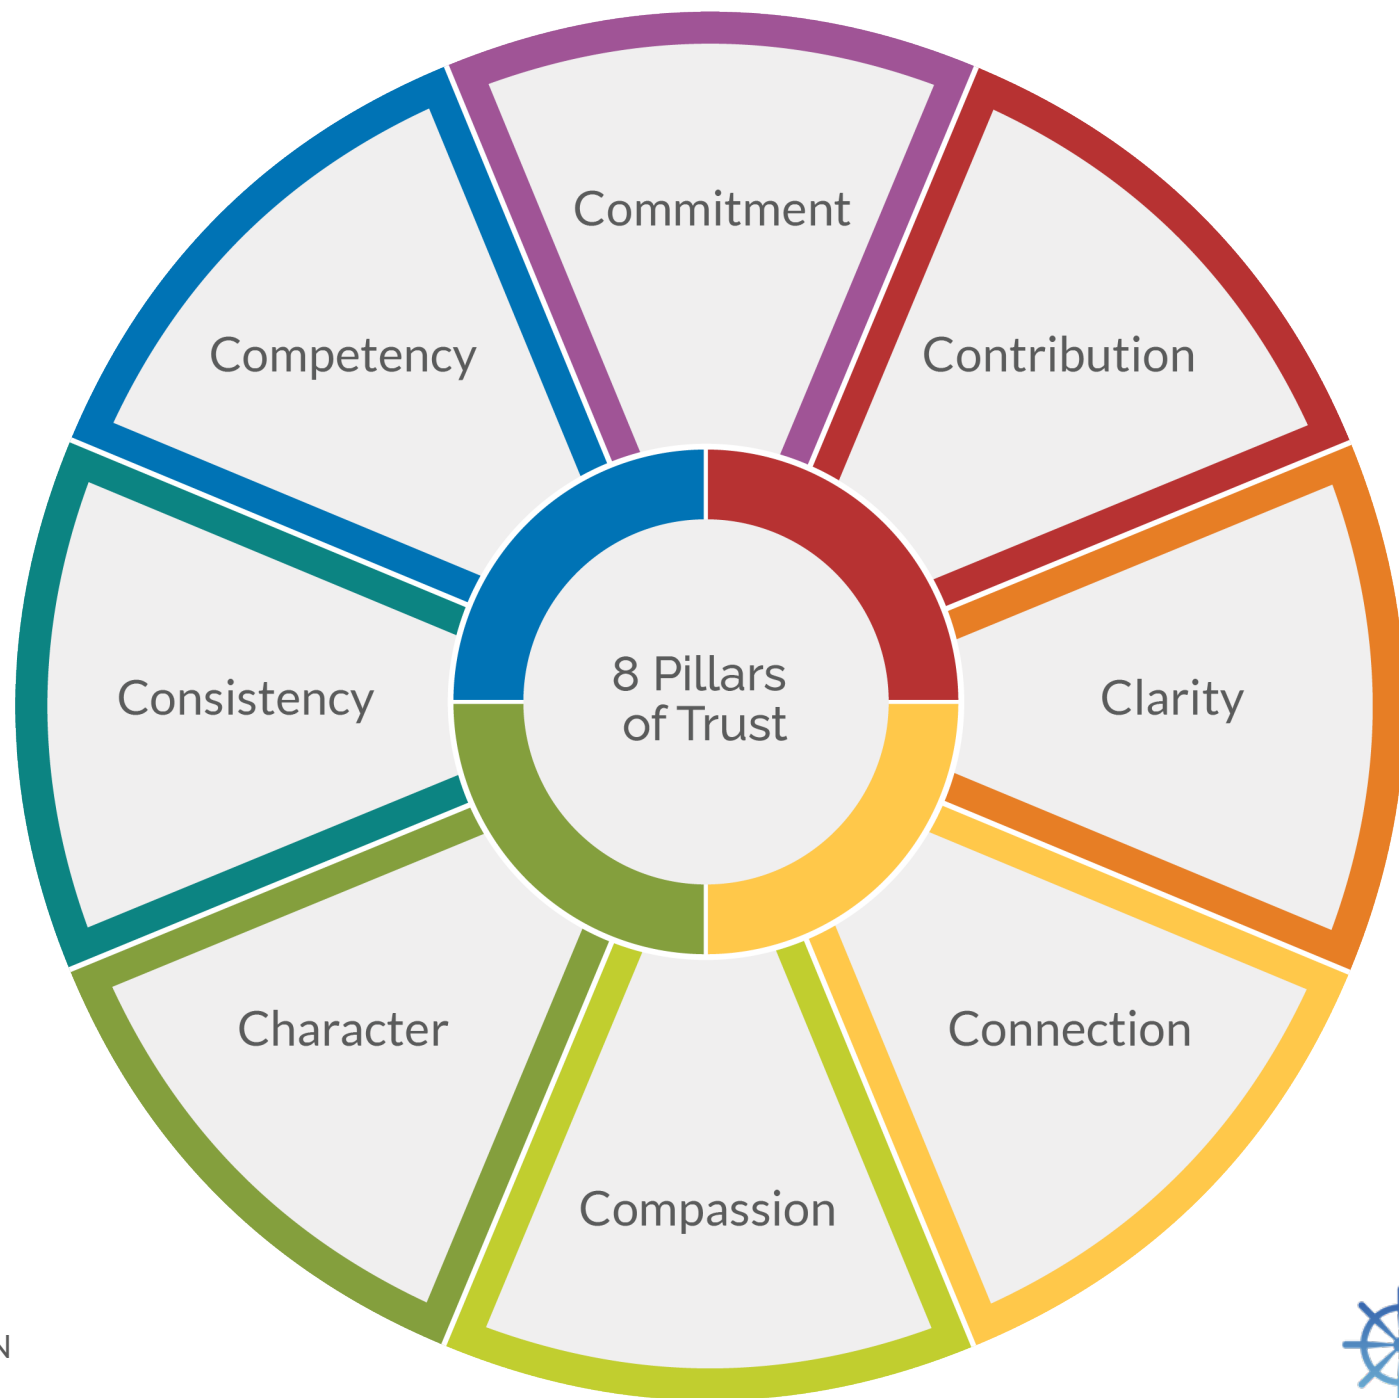 Commitment
Competency
Contribution
8 Pillars
of Trust
Consistency
Clarity
Character
Connection
Compassion
N